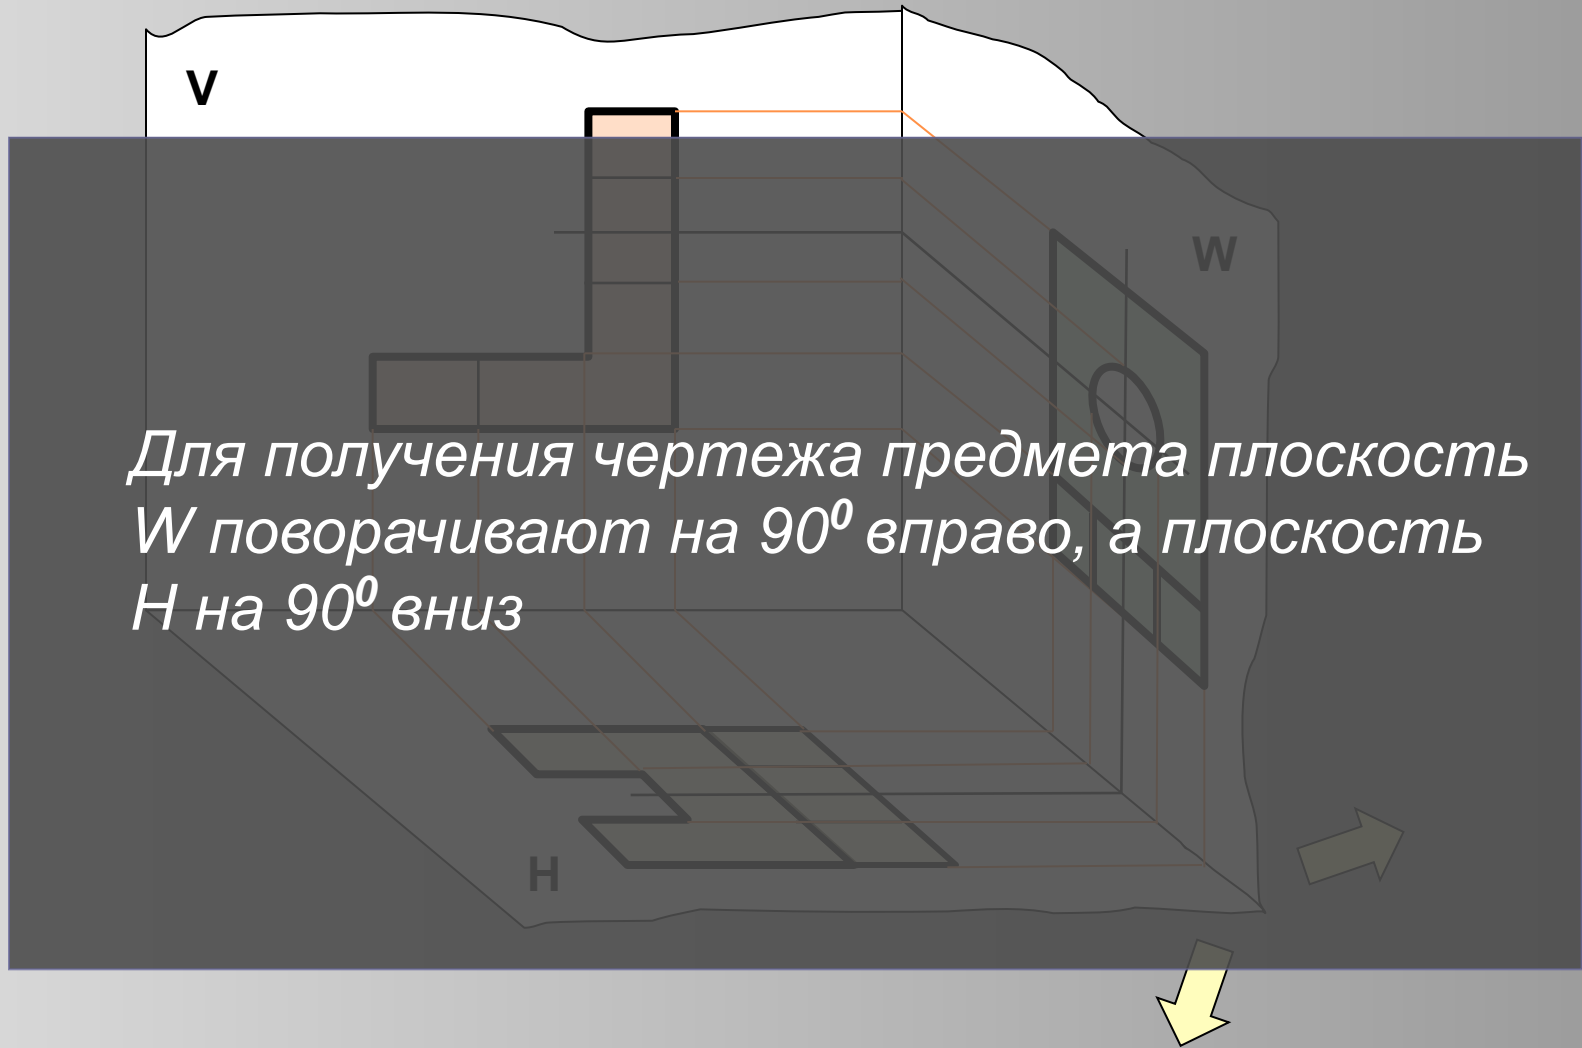 V
W
Для получения чертежа предмета плоскость
W поворачивают на 90⁰ вправо, а плоскость
H на 90⁰ вниз
H